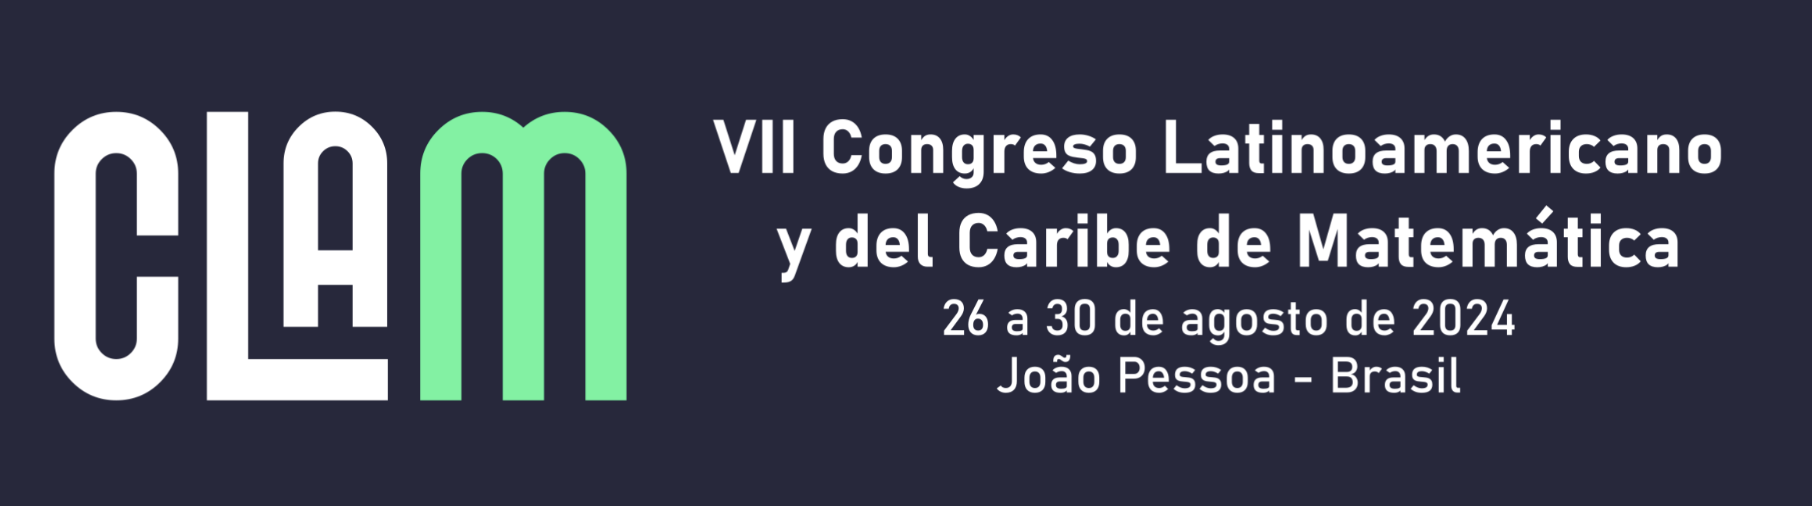 CLAM
VII Congreso Latinoamericano
y del Caribe de Matemática
26 a 30 de agosto de 2024
João Pessoa - Brasil